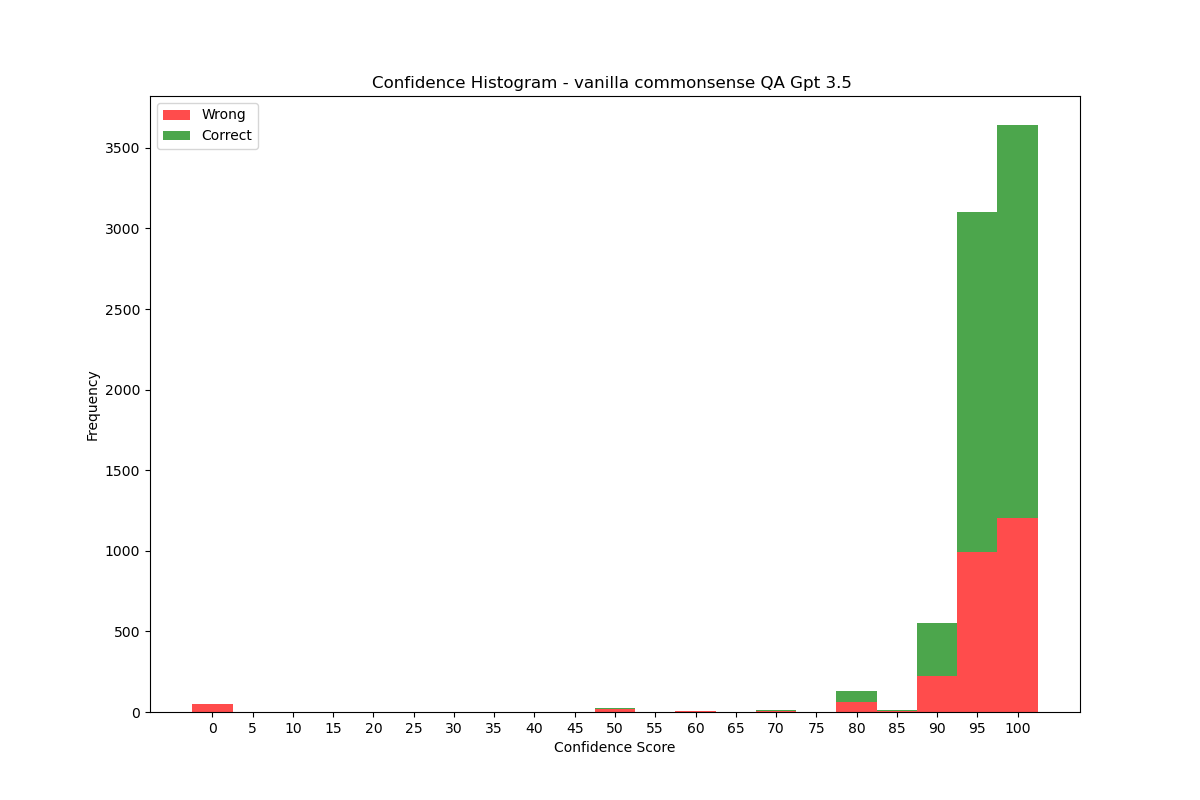 Confidence Histogram - vanilla commonsense QA Gpt 3.5
Wrong
Correct
3500
3000
2500
2000
1500
1000
500
0
Frequency
0 5 10 15 20 25 30 35 40 45 50 55 60 65 70 75 80 85 90 95 100
Confidence Score